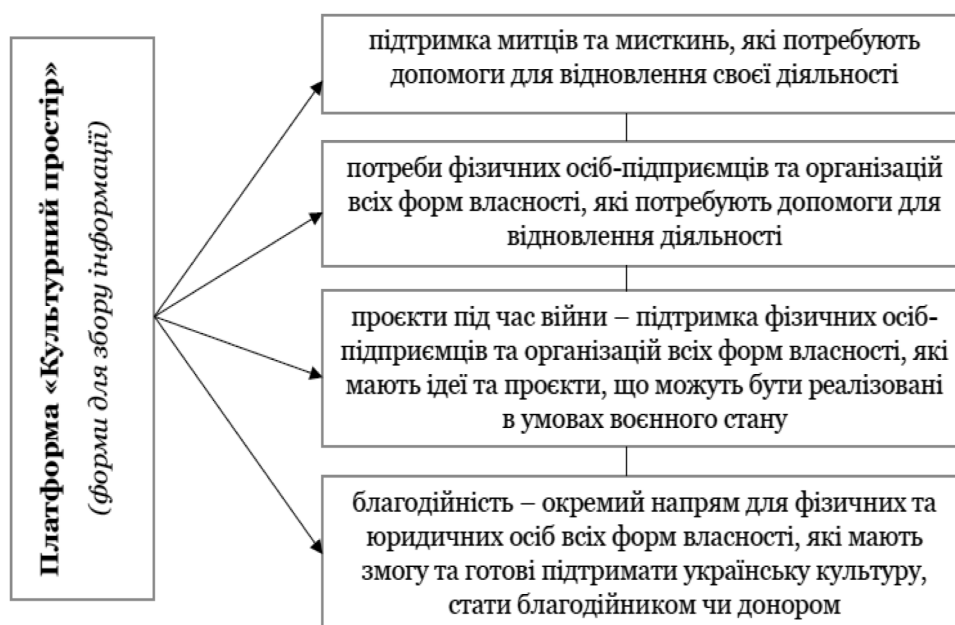 Платформа «Культурний простір»
(форми для збору інформації)
підтримка митців та мисткинь, які потребують
допомоги для відновлення своєї діяльності
потреби фізичних осіб-підприємців та організацій
всіх форм власності, які потребують допомоги для
відновлення діяльності
проєкти під час війни – підтримка фізичних осіб-
підприємців та організацій всіх форм власності, які
мають ідеї та проєкти, що можуть бути реалізовані
в умовах воєнного стану
благодійність – окремий напрям для фізичних та
юридичних осіб всіх форм власності, які мають
змогу та готові підтримати українську культуру,
стати благодійником чи донором